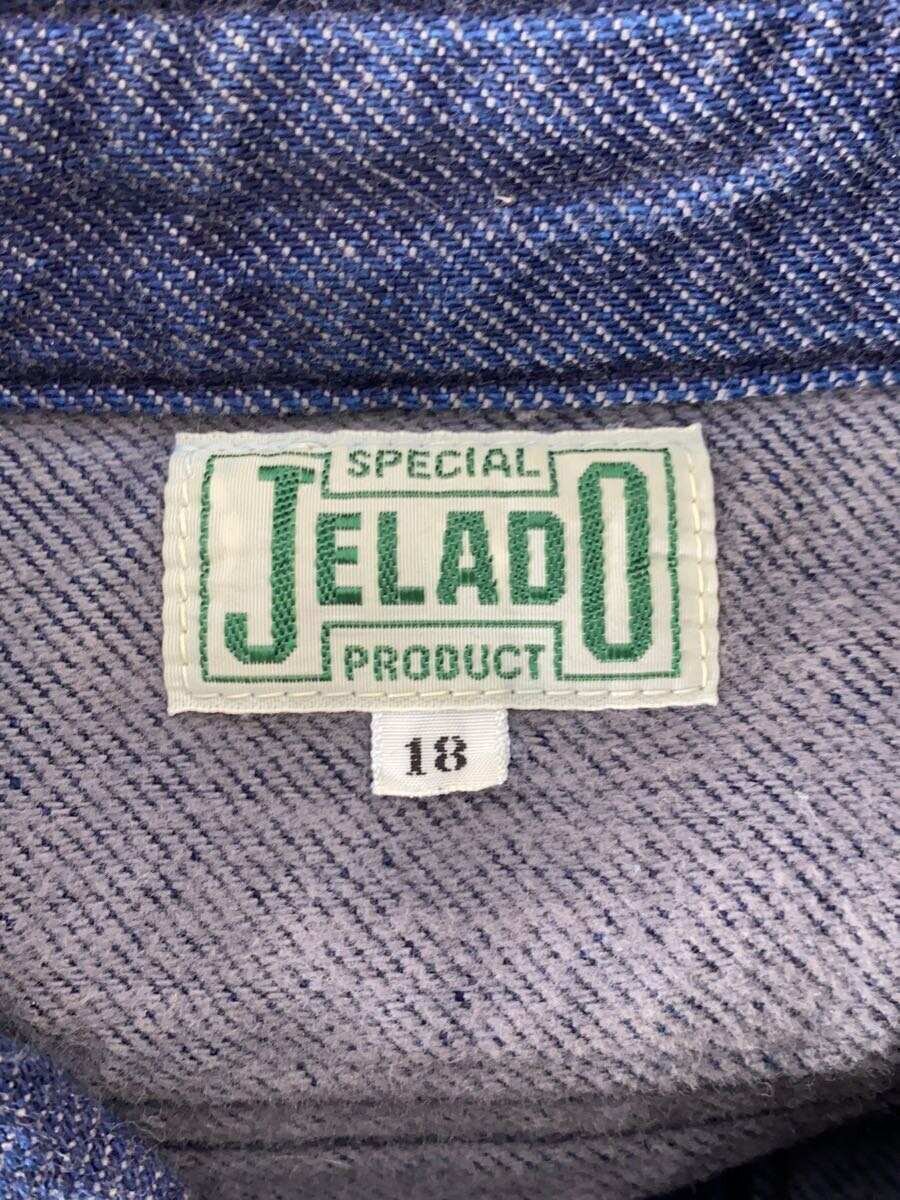 SPECIAL
JELADO
PRODUCT
18